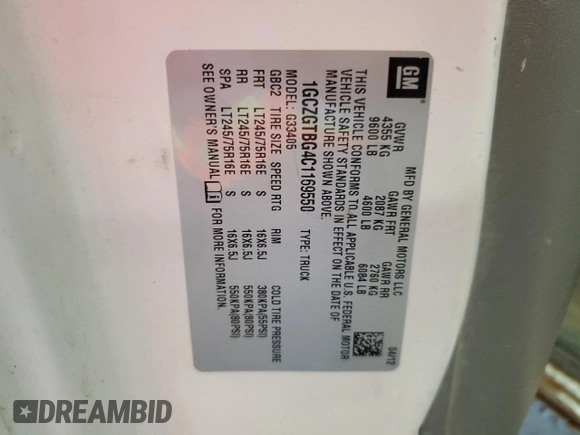 GM
MFD BY GENERAL MOTORS LLC
04/12
GVWR GAWR FRT GAWR RR
4355 KG 2087 KG 2760 KG
9600 LB 4600 LB 6084 LB
THIS VEHICLE CONFORMS TO ALL APPLICABLE U.S. FEDERAL MOTOR
VEHICLE SAFETY STANDARDS IN EFFECT ON THE DATE OF
MANUFACTURE SHOWN ABOVE.
1GCZGTBG4C1169550 TYPE: TRUCK
MODEL: G33405
GBC2 TIRE SIZE SPEED RTG RIM COLD TIRE PRESSURE
FRT LT245/75R16E S 16X6.5J 380KPA(55PSI)
RR LT245/75R16E S 16X6.5J 550KPA(80PSI)
SPA LT245/75R16E S 16X6.5J 550KPA(80PSI)
SEE OWNER'S MANUAL FOR MORE INFORMATION.
DREAMBID